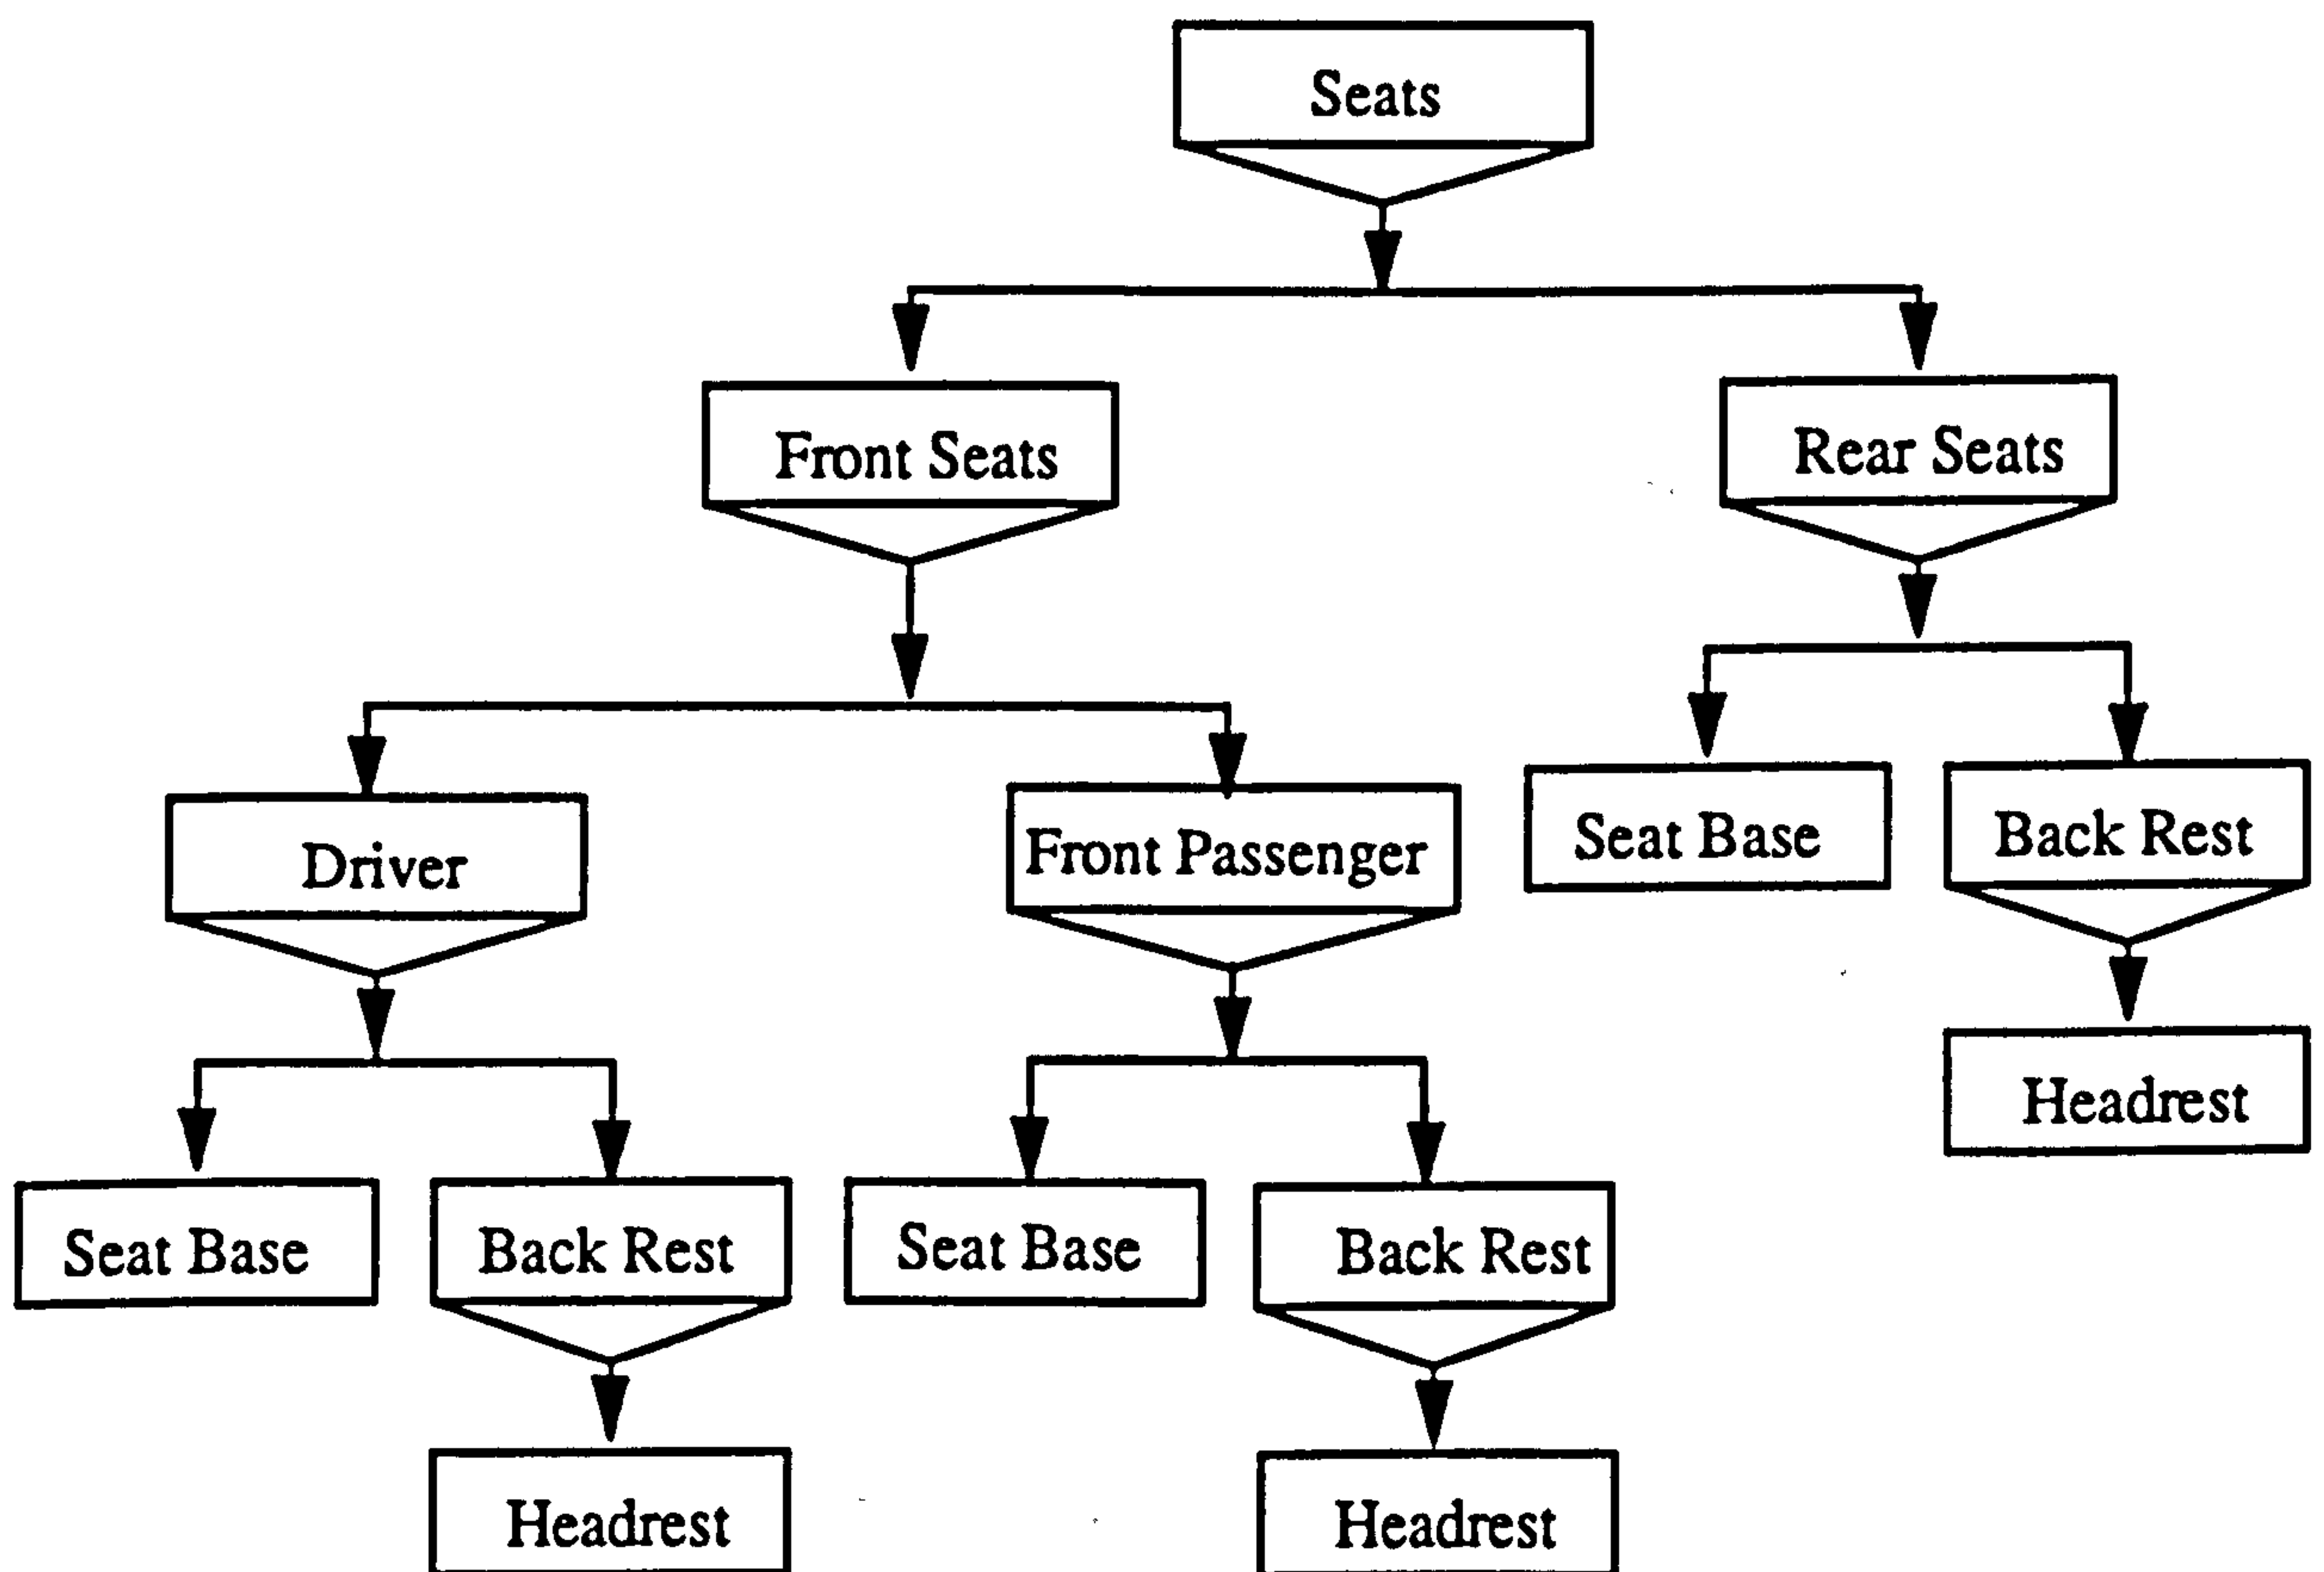 Seats
Front Seats
Rear Seats
Driver
Front Passenger
Seat Base
Back Rest
Headrest
Seat Base
Back Rest
Seat Base
Back Rest
Headrest
Headrest